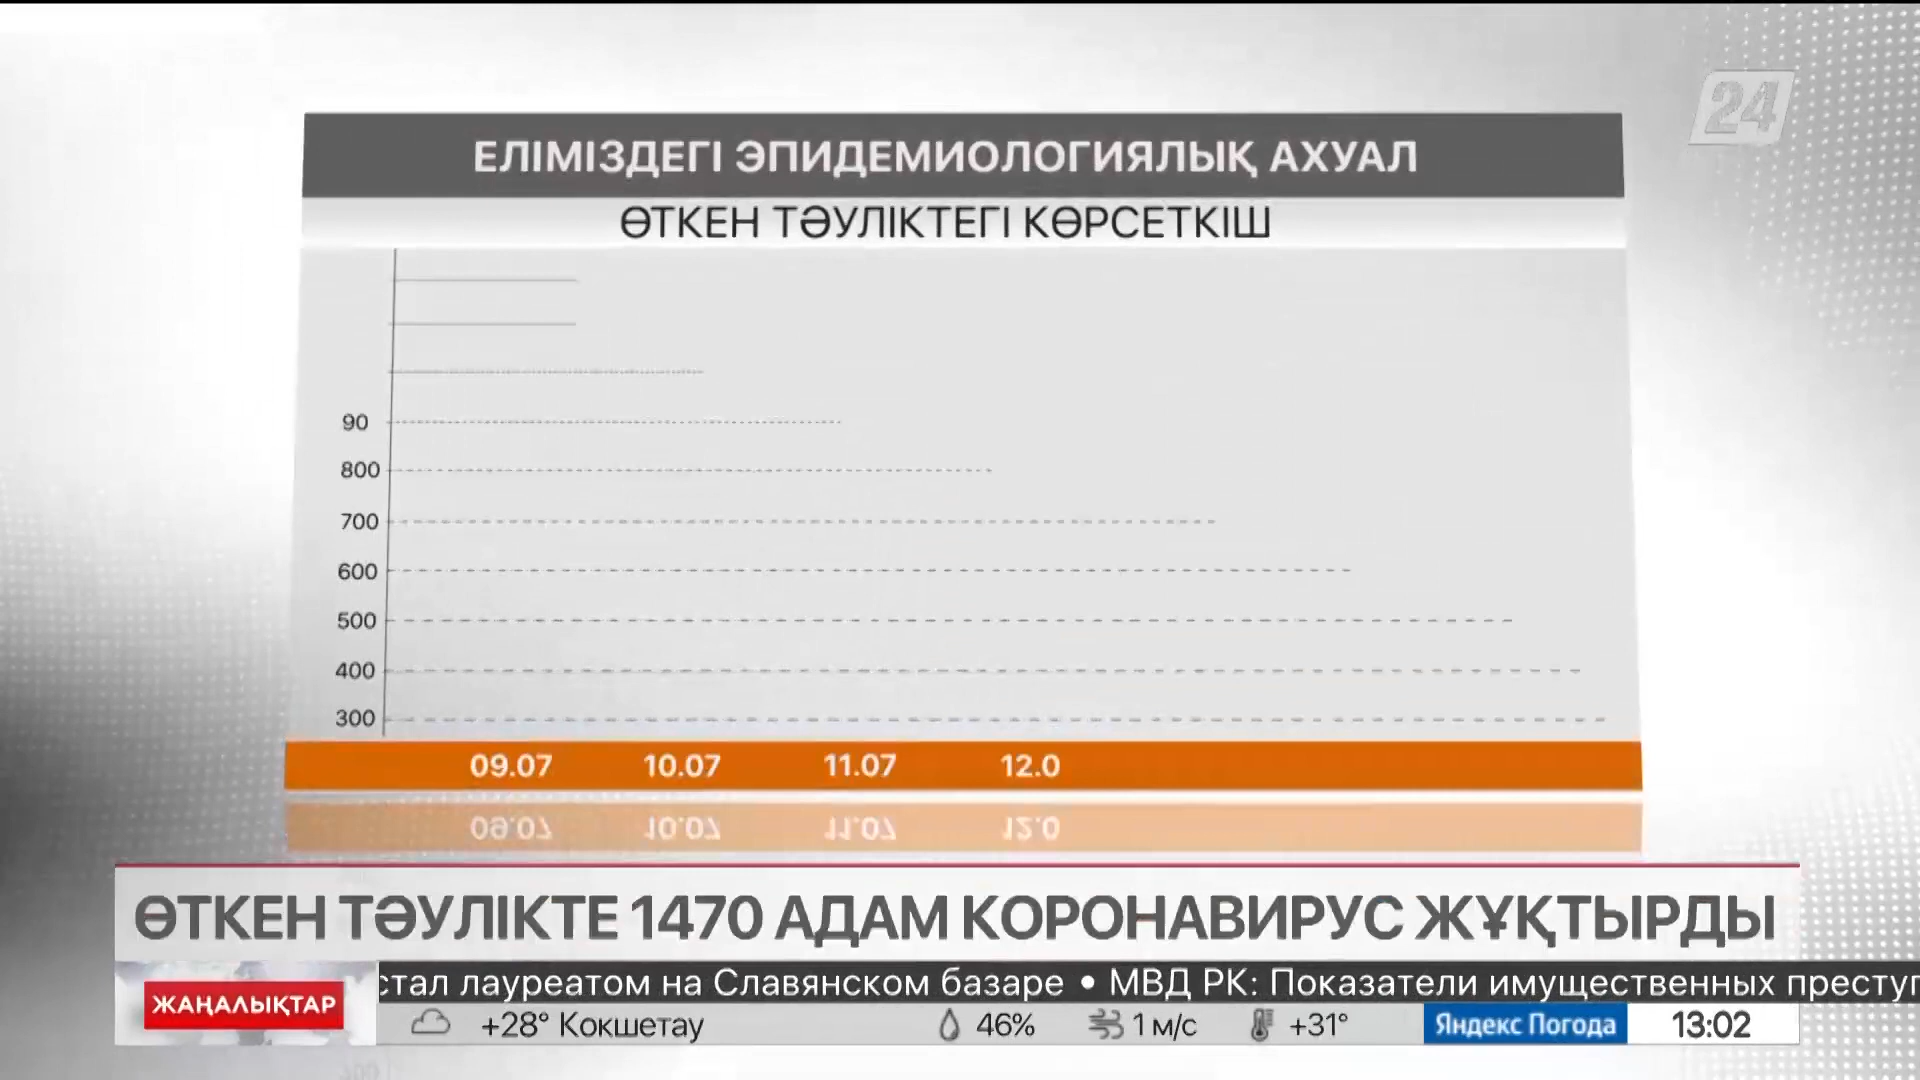 24
ЕЛІМІЗДЕГІ ЭПИДЕМИОЛОГИЯЛЫҚ АХУАЛ
ӨТКЕН ТӘУЛІКТЕГІ КӨРСЕТКІШ
90
800
700
600
500
400
300
09.07 10.07 11.07 12.0
ӨТКЕН ТӘУЛІКТЕ 1470 АДАМ КОРОНАВИРУС ЖҰҚТЫРДЫ
стал лауреатом на Славянском базаре • МВД РК: Показатели имущественных преступ
ЖАҢАЛЫҚТАР
+28° Кокшетау 46% 1 м/с +31° Яндекс Погода 13:02